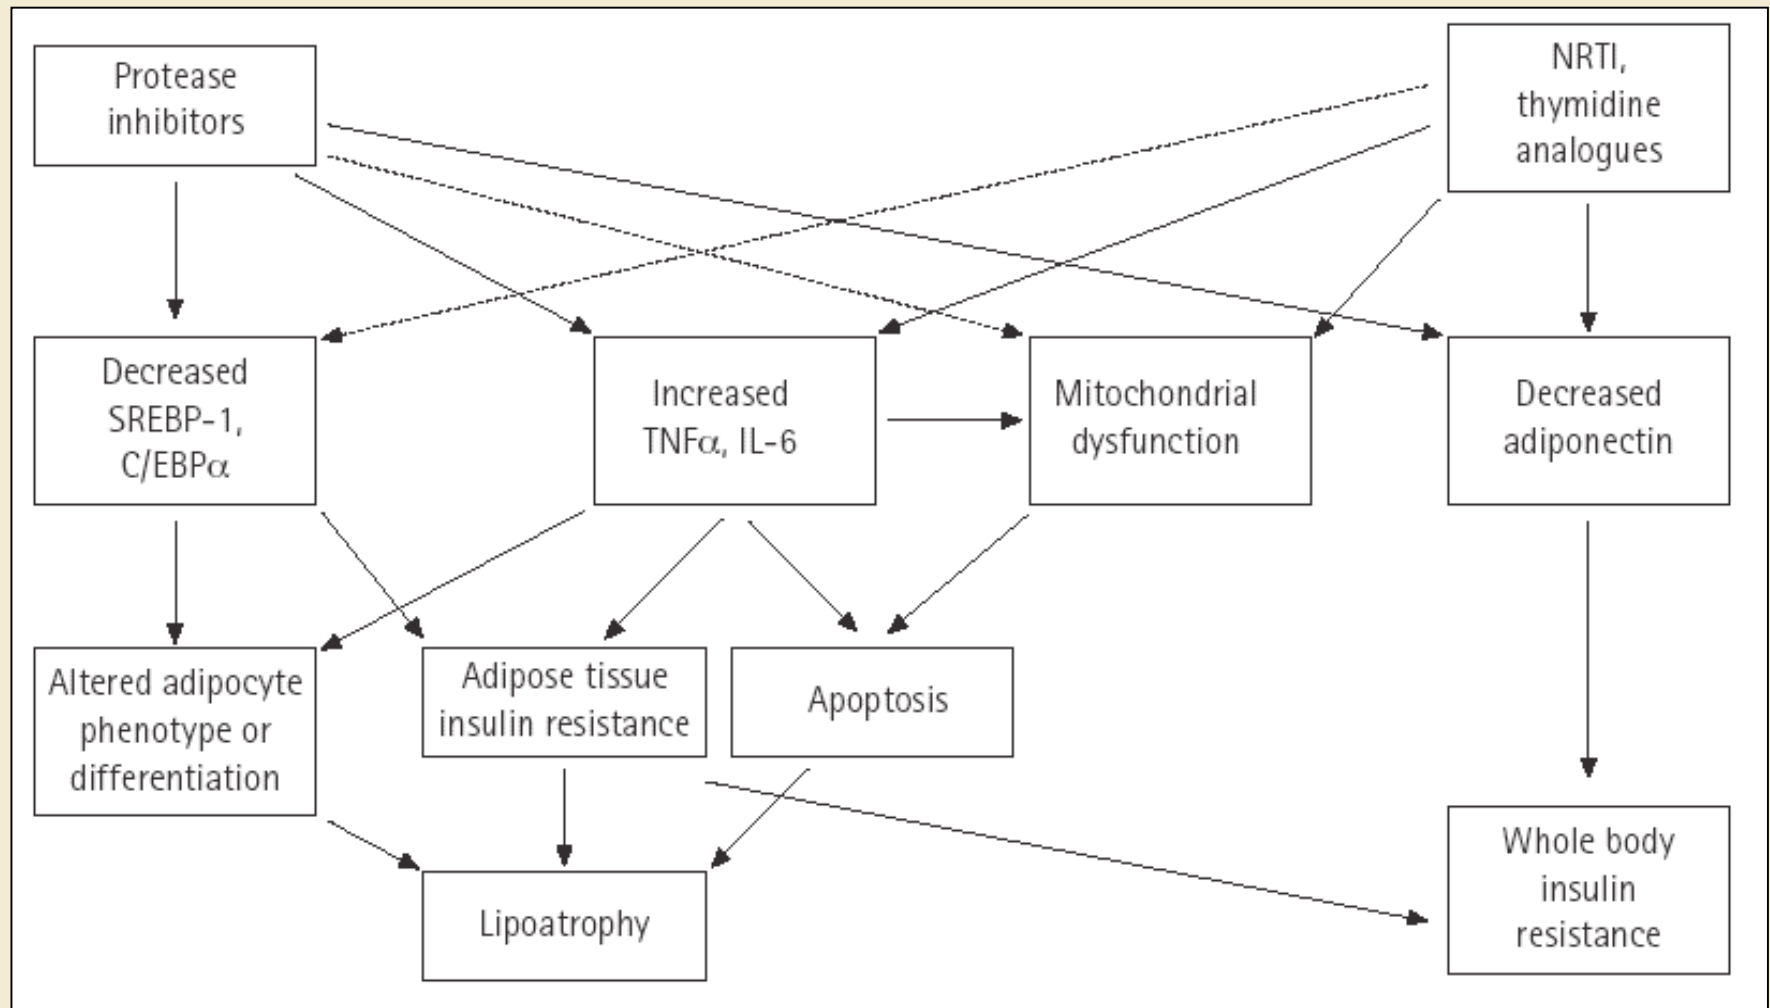 Protease
inhibitors
NRTI,
thymidine
analogues
Decreased
SREBP-1,
C/EBPα
Increased
TNFα, IL-6
Mitochondrial
dysfunction
Decreased
adiponectin
Altered adipocyte
phenotype or
differentiation
Adipose tissue
insulin resistance
Apoptosis
Lipoatrophy
Whole body
insulin
resistance